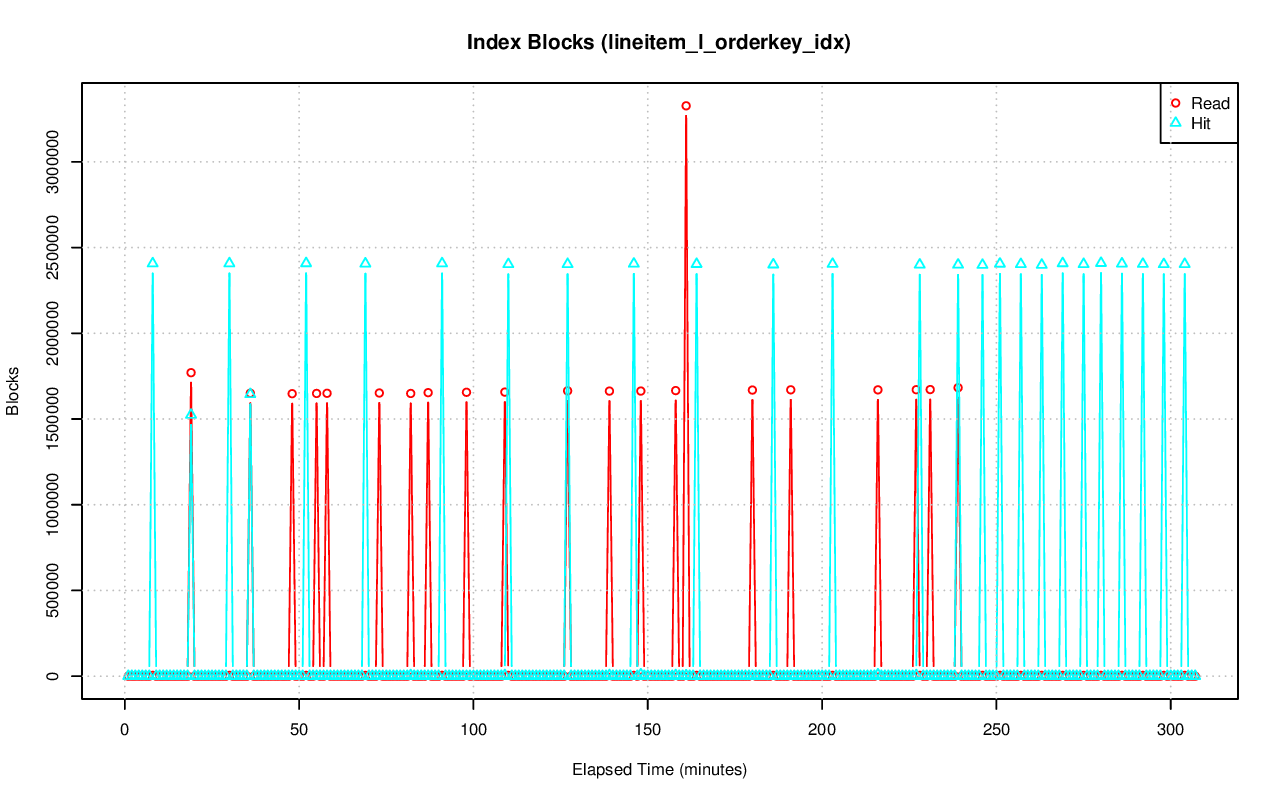 Index Blocks (lineitem_l_orderkey_idx)
Read
Hit
Blocks
3000000
2500000
2000000
1500000
1000000
500000
0
0 50 100 150 200 250 300
Elapsed Time (minutes)